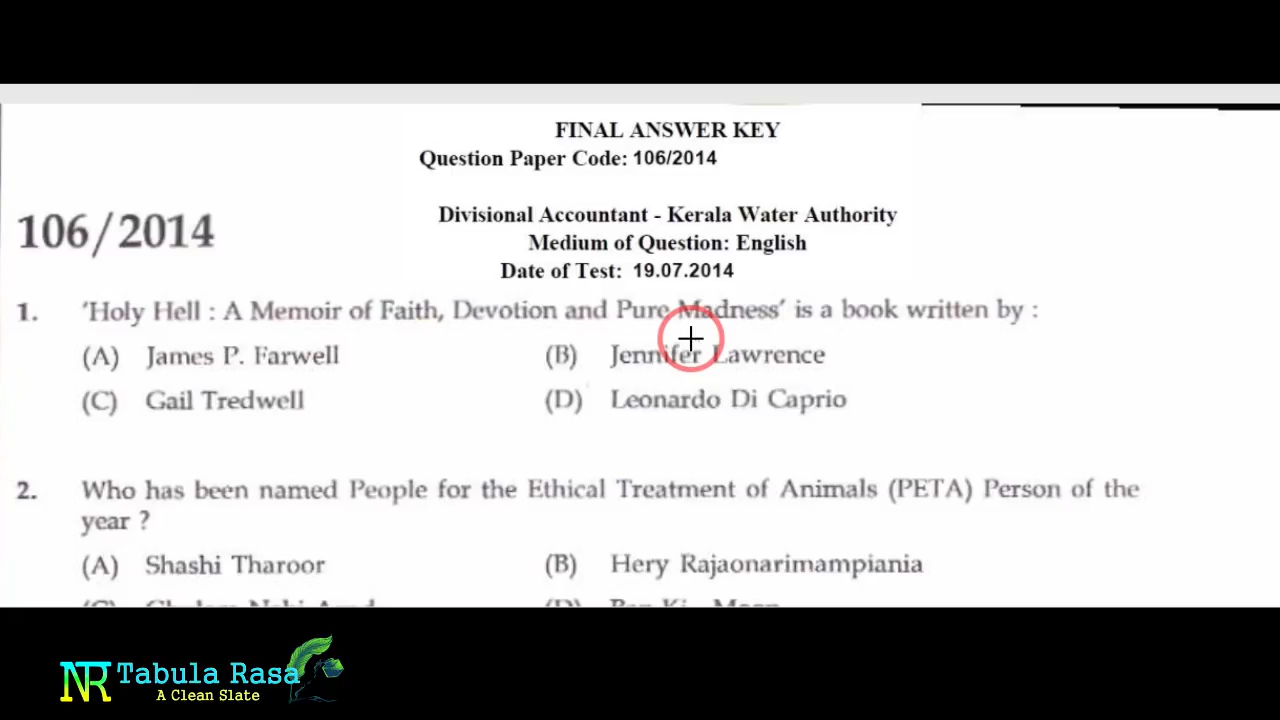 FINAL ANSWER KEY
Question Paper Code: 106/2014
106/2014
Divisional Accountant - Kerala Water Authority
Medium of Question: English
Date of Test: 19.07.2014
1. 'Holy Hell : A Memoir of Faith, Devotion and Pure Madness' is a book written by :
(A) James P. Farwell (B) Jennifer Lawrence
(C) Gail Tredwell (D) Leonardo Di Caprio
2. Who has been named People for the Ethical Treatment of Animals (PETA) Person of the
year ?
(A) Shashi Tharoor (B) Hery Rajaonarimampiania
NR Tabula Rasa
A Clean Slate